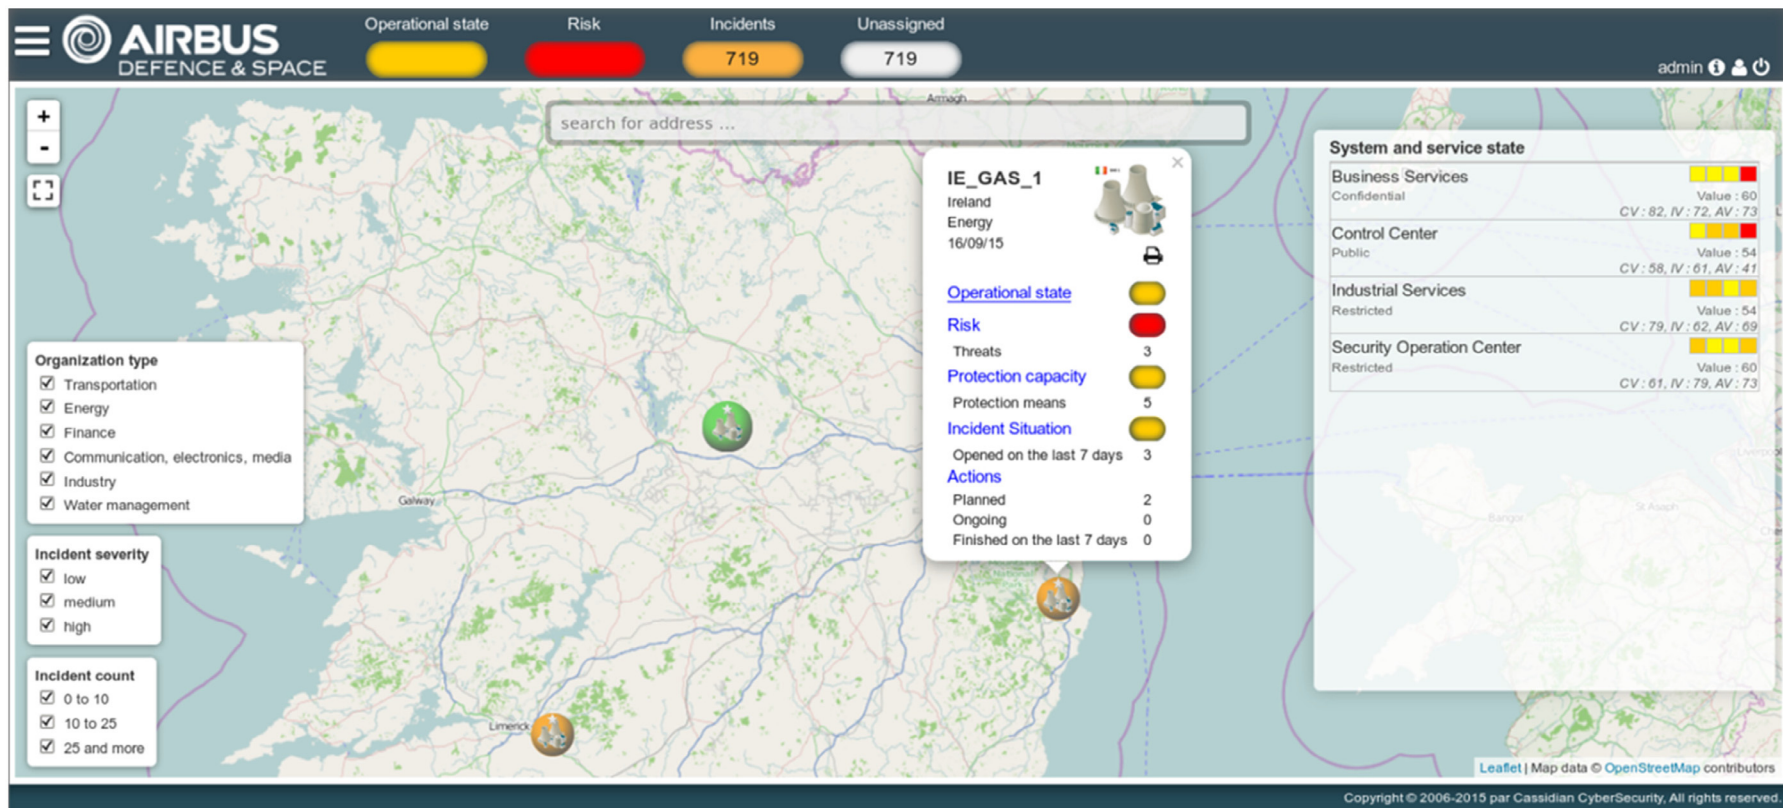 AIRBUS
DEFENCE & SPACE
Operational state
Risk
Incidents
Unassigned
719
719
admin
+
-
search for address ...
Armagh
Galway
Limerick
National
Bangor
St Asaph
Organization type
Transportation
Energy
Finance
Communication, electronics, media
Industry
Water management
Incident severity
low
medium
high
Incident count
0 to 10
10 to 25
25 and more
IE_GAS_1
Ireland
Energy
16/09/15
Operational state
Risk
Threats 3
Protection capacity
Protection means 5
Incident Situation
Opened on the last 7 days 3
Actions
Planned 2
Ongoing 0
Finished on the last 7 days 0
System and service state
Business Services
Confidential Value : 60
CV : 82, IV : 72, AV : 73
Control Center
Public Value : 54
CV : 58, IV : 61, AV : 41
Industrial Services
Restricted Value : 54
CV : 79, IV : 62, AV : 69
Security Operation Center
Restricted Value : 60
CV : 61, IV : 79, AV : 73
Leaflet | Map data © OpenStreetMap contributors
Copyright © 2006-2015 par Cassidian CyberSecurity, All rights reserved